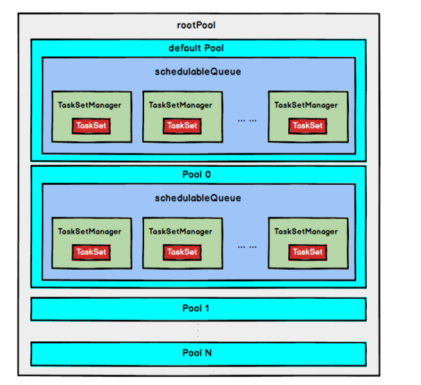 rootPool
default Pool
schedulableQueue
TaskSetManager TaskSetManager TaskSetManager
TaskSet TaskSet ... ... TaskSet
Pool 0
schedulableQueue
TaskSetManager TaskSetManager TaskSetManager
TaskSet TaskSet ... ... TaskSet
Pool 1
Pool N